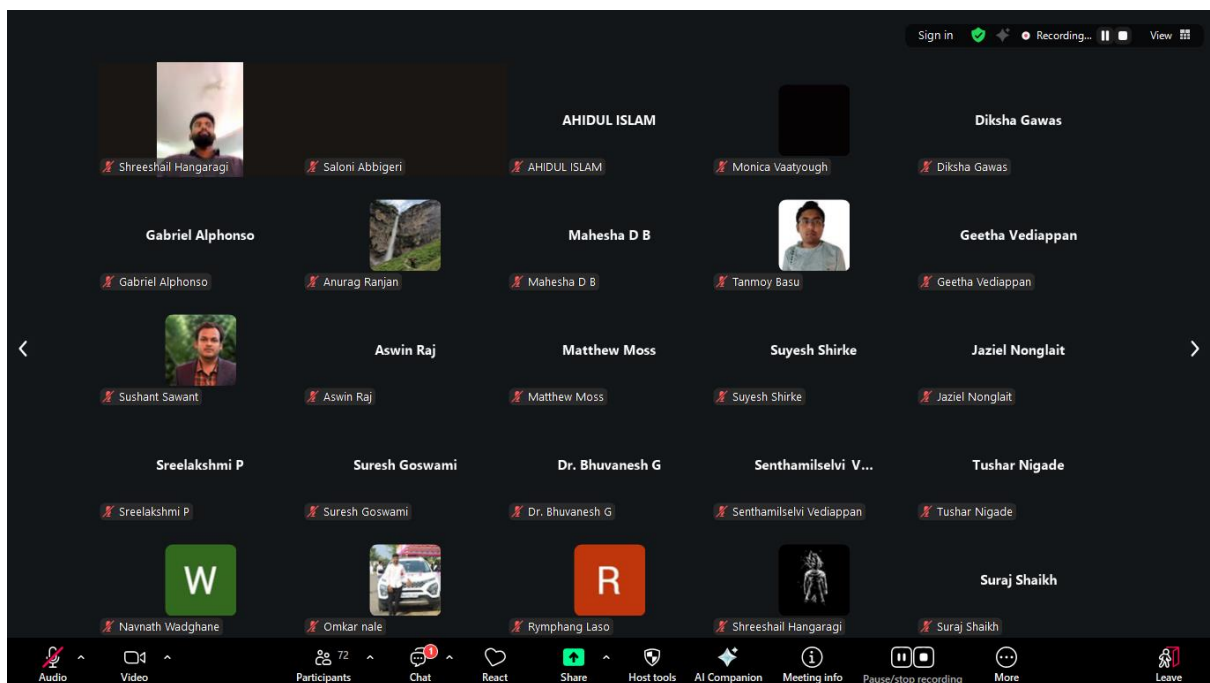 Sign in Recording... View
AHIDUL ISLAM
Diksha Gawas
Shreeshail Hangaragi
Saloni Abbigeri
AHIDUL ISLAM
Monica Vaatyough
Diksha Gawas
Gabriel Alphonso
Mahesha D B
Geetha Vediappan
Gabriel Alphonso
Anurag Ranjan
Mahesha D B
Tanmoy Basu
Geetha Vediappan
Aswin Raj
Matthew Moss
Suyesh Shirke
Jaziel Nonglait
Sushant Sawant
Aswin Raj
Matthew Moss
Suyesh Shirke
Jaziel Nonglait
Sreelakshmi P
Suresh Goswami
Dr. Bhuvanesh G
Senthamilselvi V...
Tushar Nigade
Sreelakshmi P
Suresh Goswami
Dr. Bhuvanesh G
Senthamilselvi Vediappan
Tushar Nigade
W
R
Suraj Shaikh
Navnath Wadghane
Omkar nale
Rymphang Laso
Shreeshail Hangaragi
Suraj Shaikh
72
1
Audio
Video
Participants
Chat
React
Share
Host tools
AI Companion
Meeting info
Pause/stop recording
More
Leave